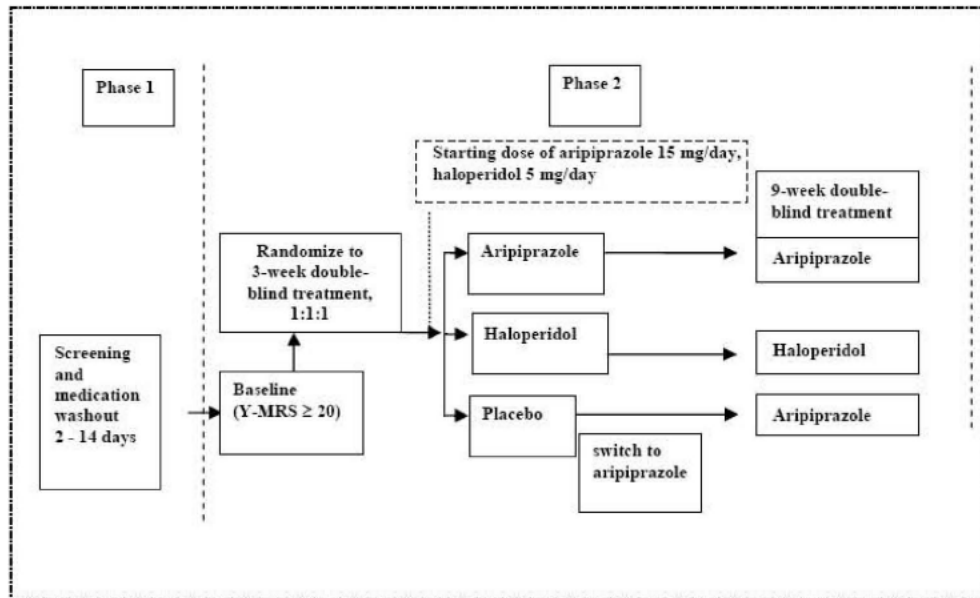 Phase 1
Phase 2
Starting dose of aripiprazole 15 mg/day,
haloperidol 5 mg/day
9-week double-
blind treatment
Randomize to
3-week double-
blind treatment,
1:1:1
Aripiprazole
Aripiprazole
Haloperidol
Haloperidol
Screening
and
medication
washout
2 - 14 days
Baseline
(Y-MRS ≥ 20)
Placebo
Aripiprazole
switch to
aripiprazole